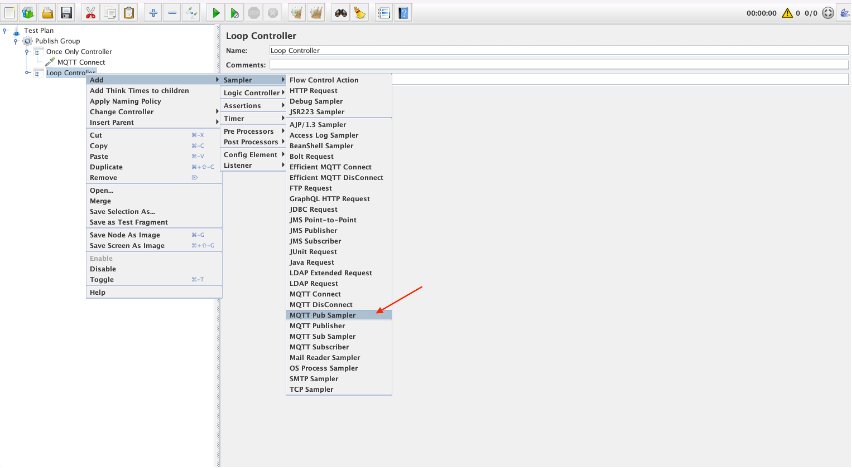 00:00:00 0 0/0
Test Plan
Publish Group
Once Only Controller
MQTT Connect
Loop Controller
Loop Controller
Name: Loop Controller
Comments:
Add
Add Think Times to children
Apply Naming Policy
Change Controller
Insert Parent
Cut ⌘-X
Copy ⌘-C
Paste ⌘-V
Duplicate ⌘+⇧-C
Remove ⌦
Open...
Merge
Save Selection As...
Save as Test Fragment
Save Node As Image ⌘-G
Save Screen As Image ⌘+⇧-G
Enable
Disable
Toggle ⌘-T
Help
Sampler
Logic Controller
Assertions
Timer
Pre Processors
Post Processors
Config Element
Listener
Flow Control Action
HTTP Request
Debug Sampler
JSR223 Sampler
AJP/1.3 Sampler
Access Log Sampler
BeanShell Sampler
Bolt Request
Efficient MQTT Connect
Efficient MQTT DisConnect
FTP Request
GraphQL HTTP Request
JDBC Request
JMS Point-to-Point
JMS Publisher
JMS Subscriber
JUnit Request
Java Request
LDAP Extended Request
LDAP Request
MQTT Connect
MQTT DisConnect
MQTT Pub Sampler
MQTT Publisher
MQTT Sub Sampler
MQTT Subscriber
Mail Reader Sampler
OS Process Sampler
SMTP Sampler
TCP Sampler